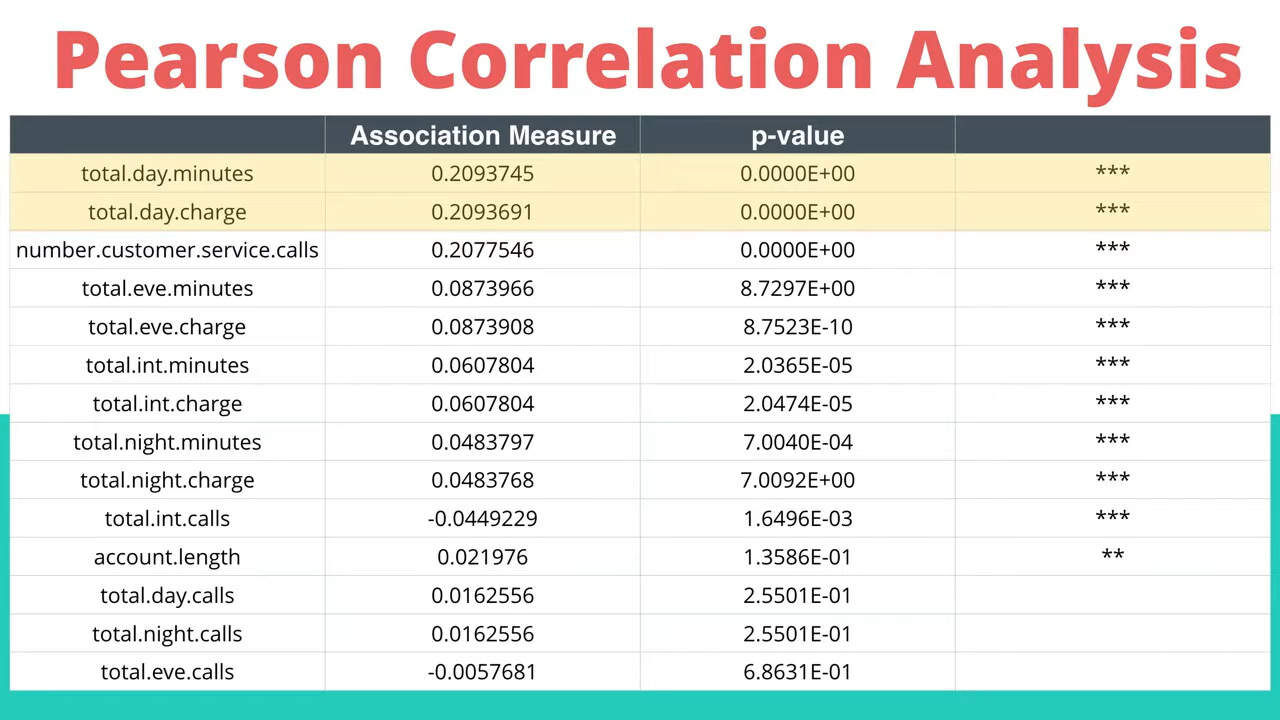 Pearson Correlation Analysis
Association Measure p-value
total.day.minutes 0.2093745 0.0000E+00 ***
total.day.charge 0.2093691 0.0000E+00 ***
number.customer.service.calls 0.2077546 0.0000E+00 ***
total.eve.minutes 0.0873966 8.7297E+00 ***
total.eve.charge 0.0873908 8.7523E-10 ***
total.int.minutes 0.0607804 2.0365E-05 ***
total.int.charge 0.0607804 2.0474E-05 ***
total.night.minutes 0.0483797 7.0040E-04 ***
total.night.charge 0.0483768 7.0092E+00 ***
total.int.calls -0.0449229 1.6496E-03 ***
account.length 0.021976 1.3586E-01 **
total.day.calls 0.0162556 2.5501E-01
total.night.calls 0.0162556 2.5501E-01
total.eve.calls -0.0057681 6.8631E-01